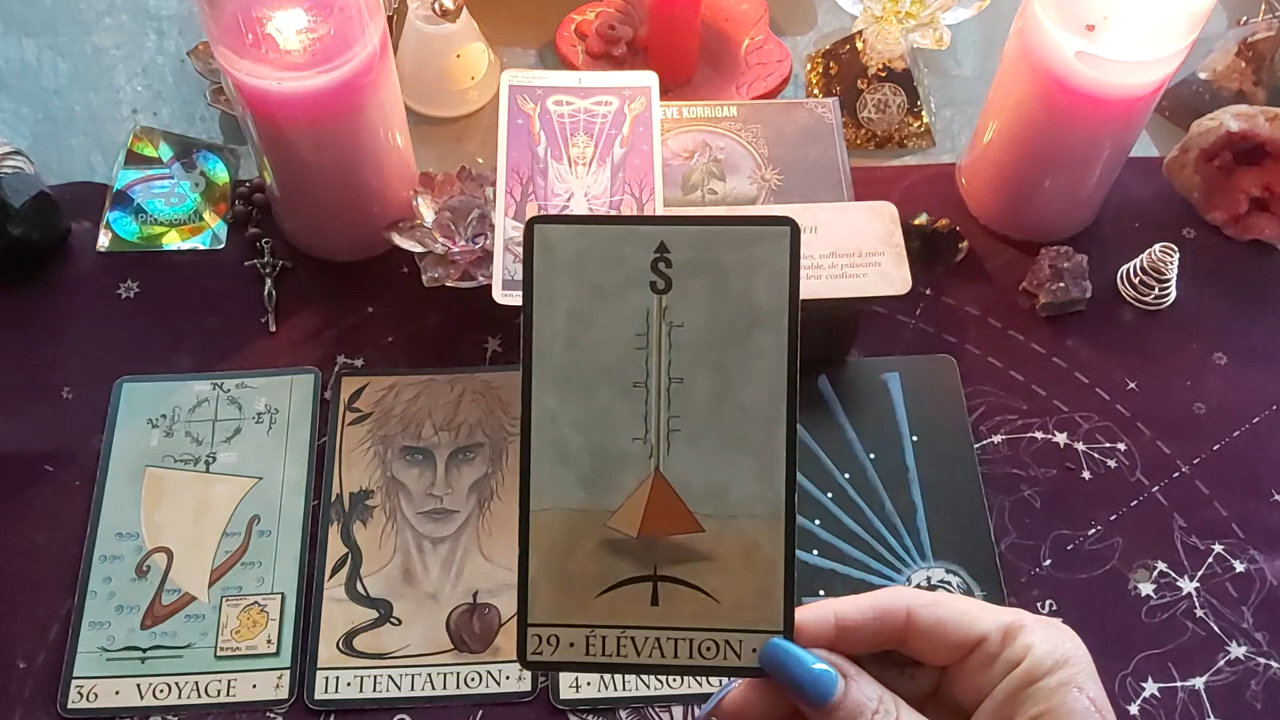 EVE KORRIGAN
les, suffisent à mon
nable, de puissants
-leur confiance.
S
N
36 · VOYAGE ·
11 · TENTATION ·
4 · MENSONG
29 · ÉLÉVATION ·